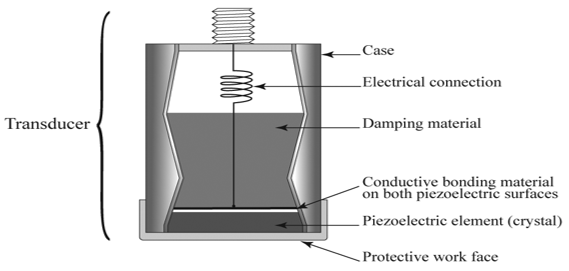 Case
Electrical connection
Transducer
Damping material
Conductive bonding material
on both piezoelectric surfaces
Piezoelectric element (crystal)
Protective work face